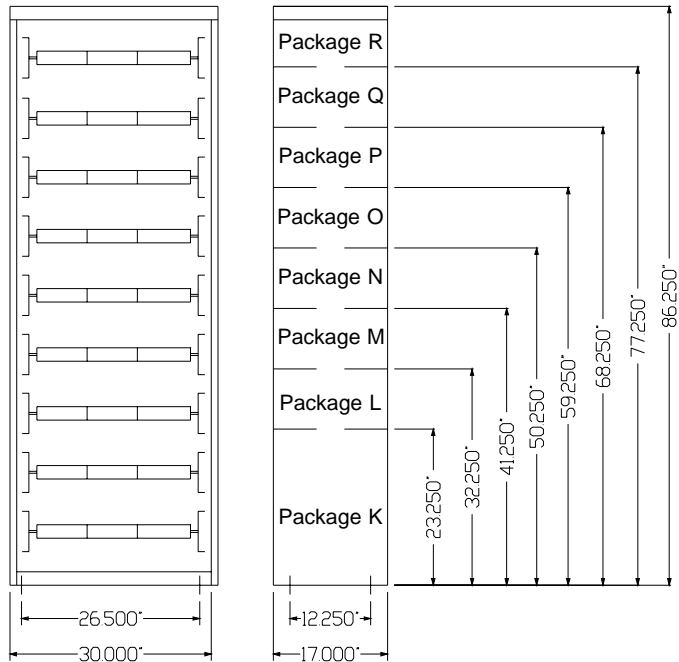 Package R
Package Q
Package P
Package O
Package N
Package M
Package L
Package K
23.250"
32.250"
41.250"
50.250"
59.250"
68.250"
77.250"
86.250"
26.500"
30.000"
12.250"
17.000"